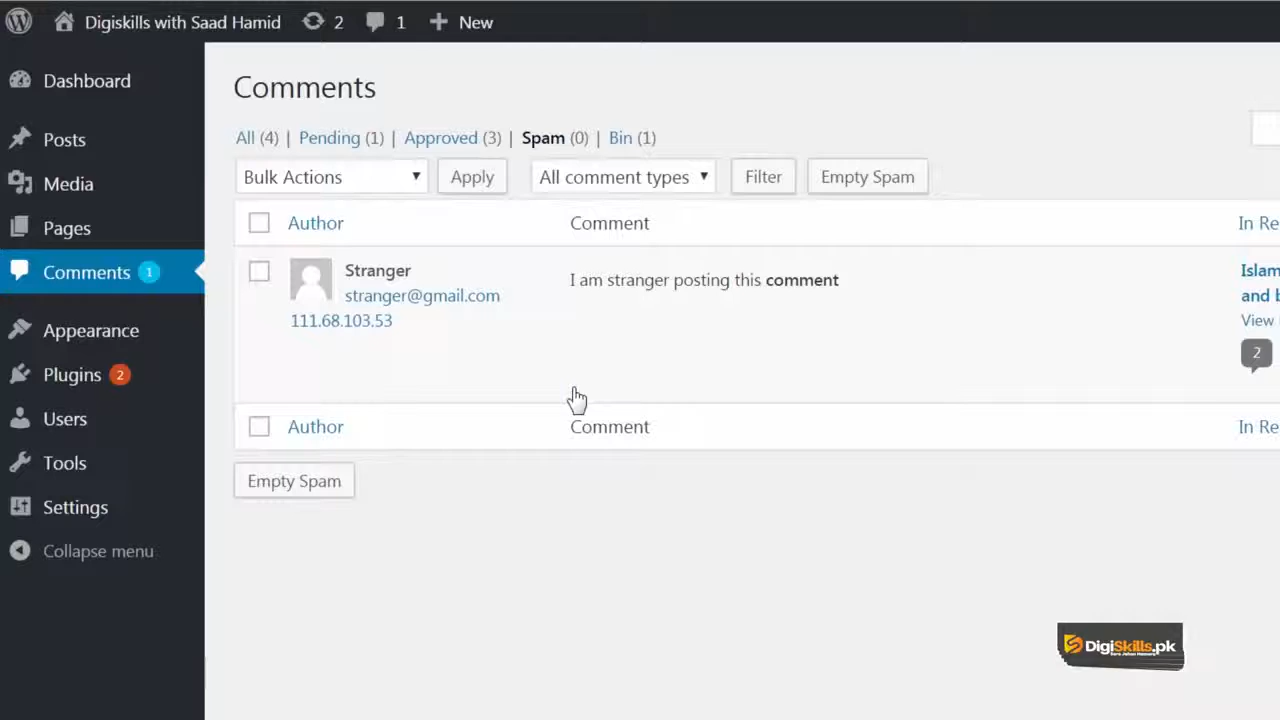 Digiskills with Saad Hamid 2 1 New
Dashboard
Posts
Media
Pages
Comments 1
Appearance
Plugins 2
Users
Tools
Settings
Collapse menu
Comments
All (4) | Pending (1) | Approved (3) | Spam (0) | Bin (1)
Bulk Actions Apply All comment types Filter Empty Spam
Author Comment In Re
Stranger
stranger@gmail.com
111.68.103.53
I am stranger posting this comment
Islam
and b
View
2
Author Comment In Re
Empty Spam
DigiSkills.pk